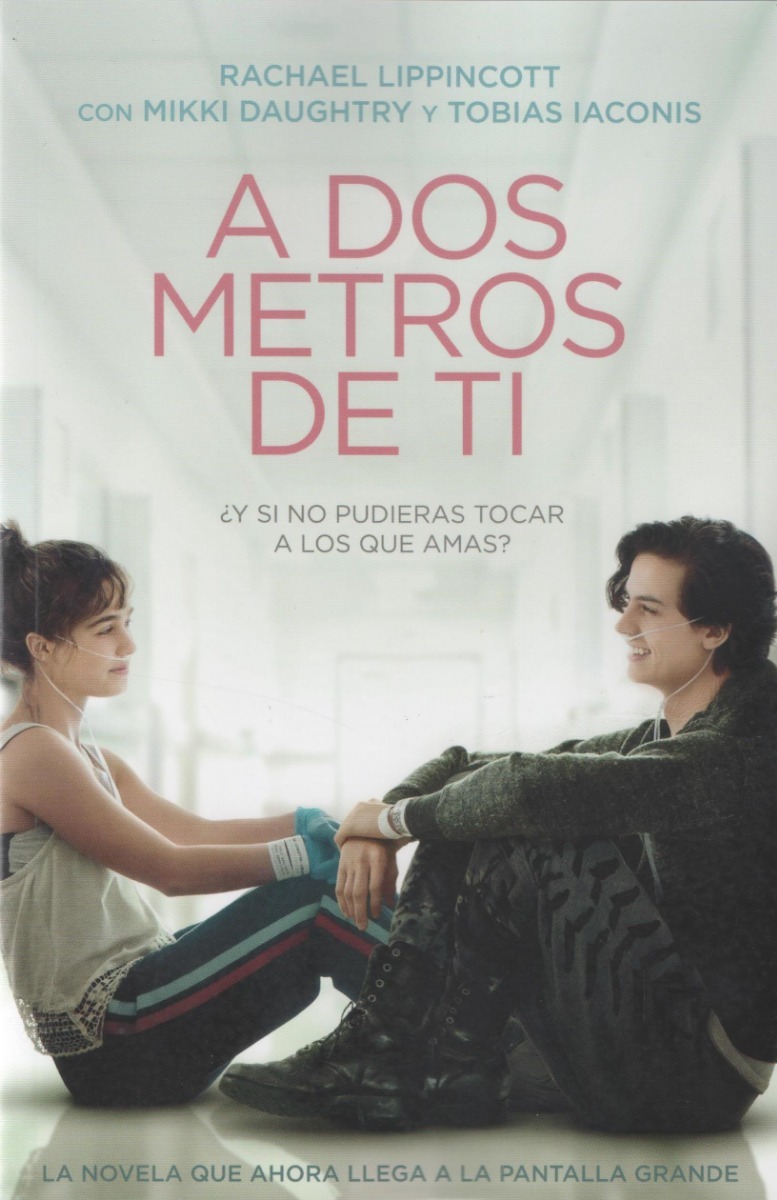 RACHAEL LIPPINCOTT
CON MIKKI DAUGHTRY Y TOBIAS IACONIS
A DOS
METROS
DE TI
¿Y SI NO PUDIERAS TOCAR
A LOS QUE AMAS?
LA NOVELA QUE AHORA LLEGA A LA PANTALLA GRANDE